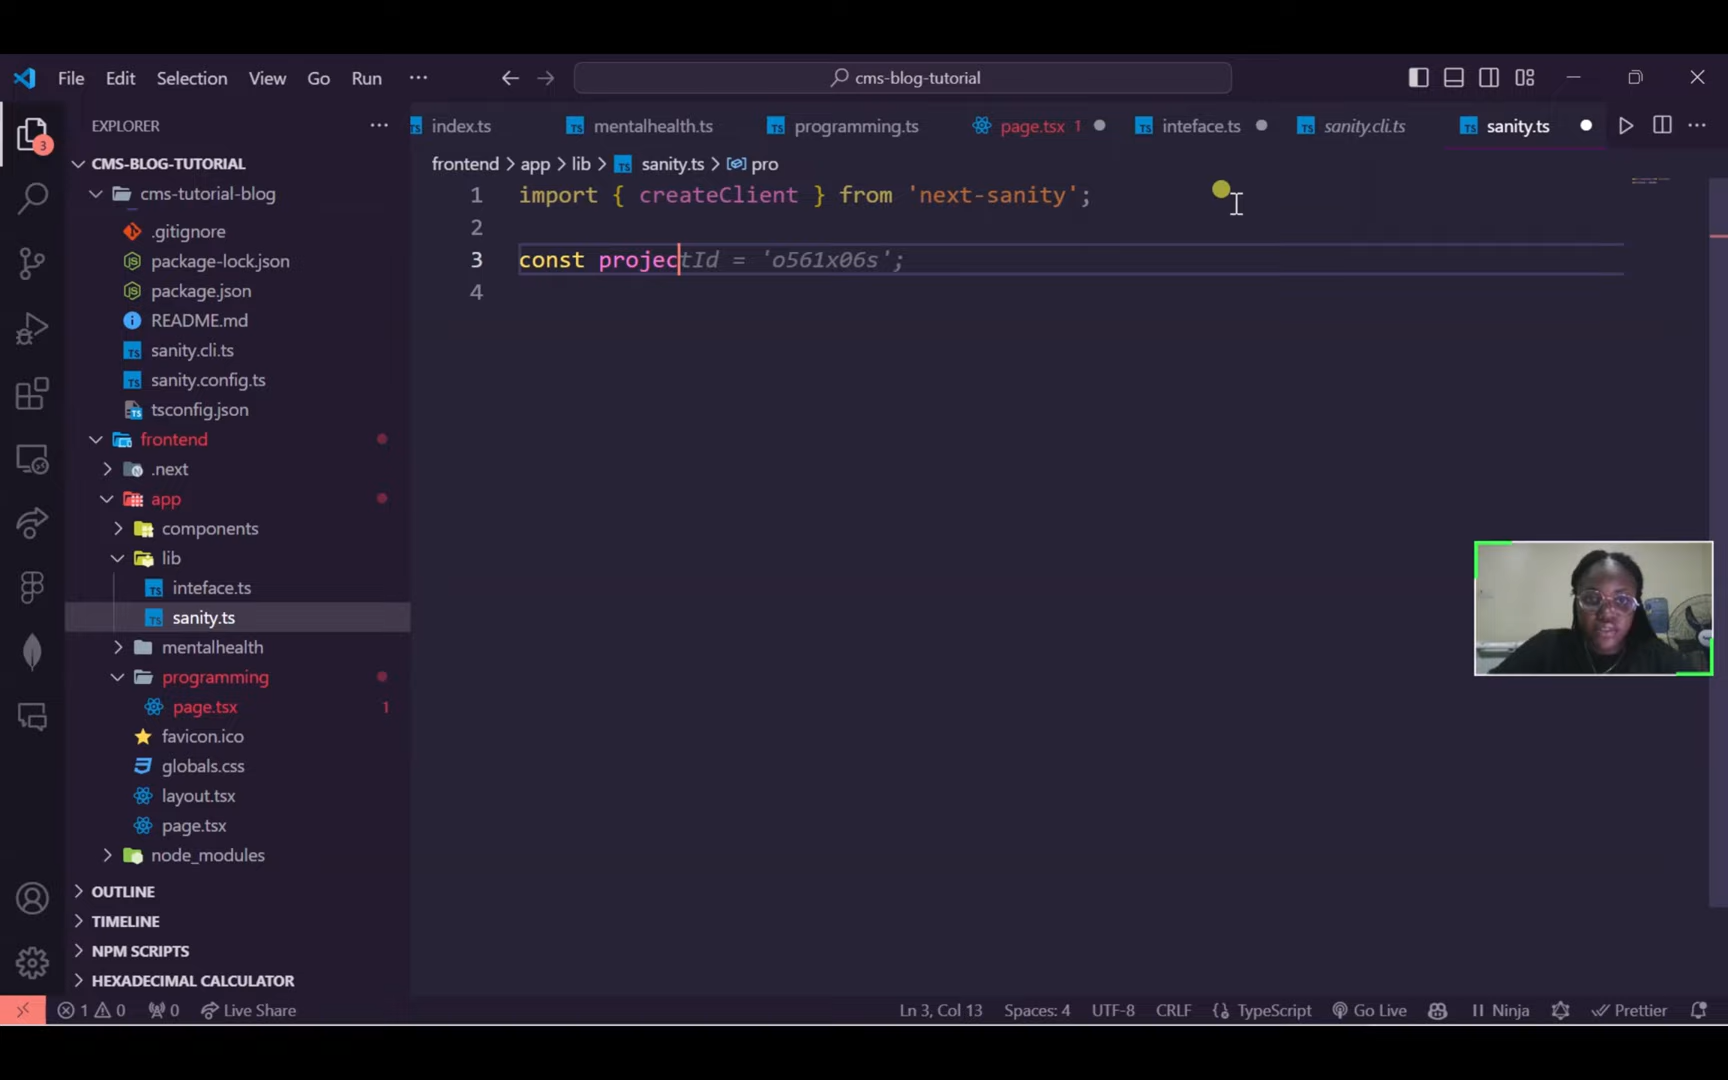 File Edit Selection View Go Run ··· cms-blog-tutorial
EXPLORER ···
3
index.ts mentalhealth.ts programming.ts page.tsx 1 inteface.ts sanity.cli.ts sanity.ts ···
CMS-BLOG-TUTORIAL
frontend > app > lib > TS sanity.ts > pro
cms-tutorial-blog
1 import { createClient } from 'next-sanity';
.gitignore
2
package-lock.json
3 const projectId = 'o561x06s';
package.json
4
README.md
sanity.cli.ts
sanity.config.ts
tsconfig.json
frontend
.next
app
components
lib
inteface.ts
sanity.ts
mentalhealth
programming
page.tsx 1
favicon.ico
globals.css
layout.tsx
page.tsx
node_modules
OUTLINE
TIMELINE
NPM SCRIPTS
HEXADECIMAL CALCULATOR
1 0 0 Live Share Ln 3, Col 13 Spaces: 4 UTF-8 CRLF {} TypeScript Go Live Ninja Prettier